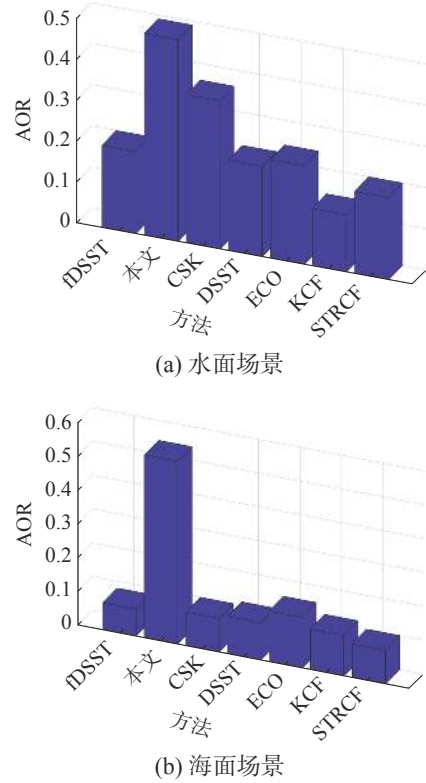 0.5
0.4
0.3
0.2
0.1
0
AOR
fDSST
本文
CSK
DSST
ECO
KCF
STRCF
方法
(a) 水面场景
0.6
0.5
0.4
0.3
0.2
0.1
0
AOR
fDSST
本文
CSK
DSST
ECO
KCF
STRCF
方法
(b) 海面场景